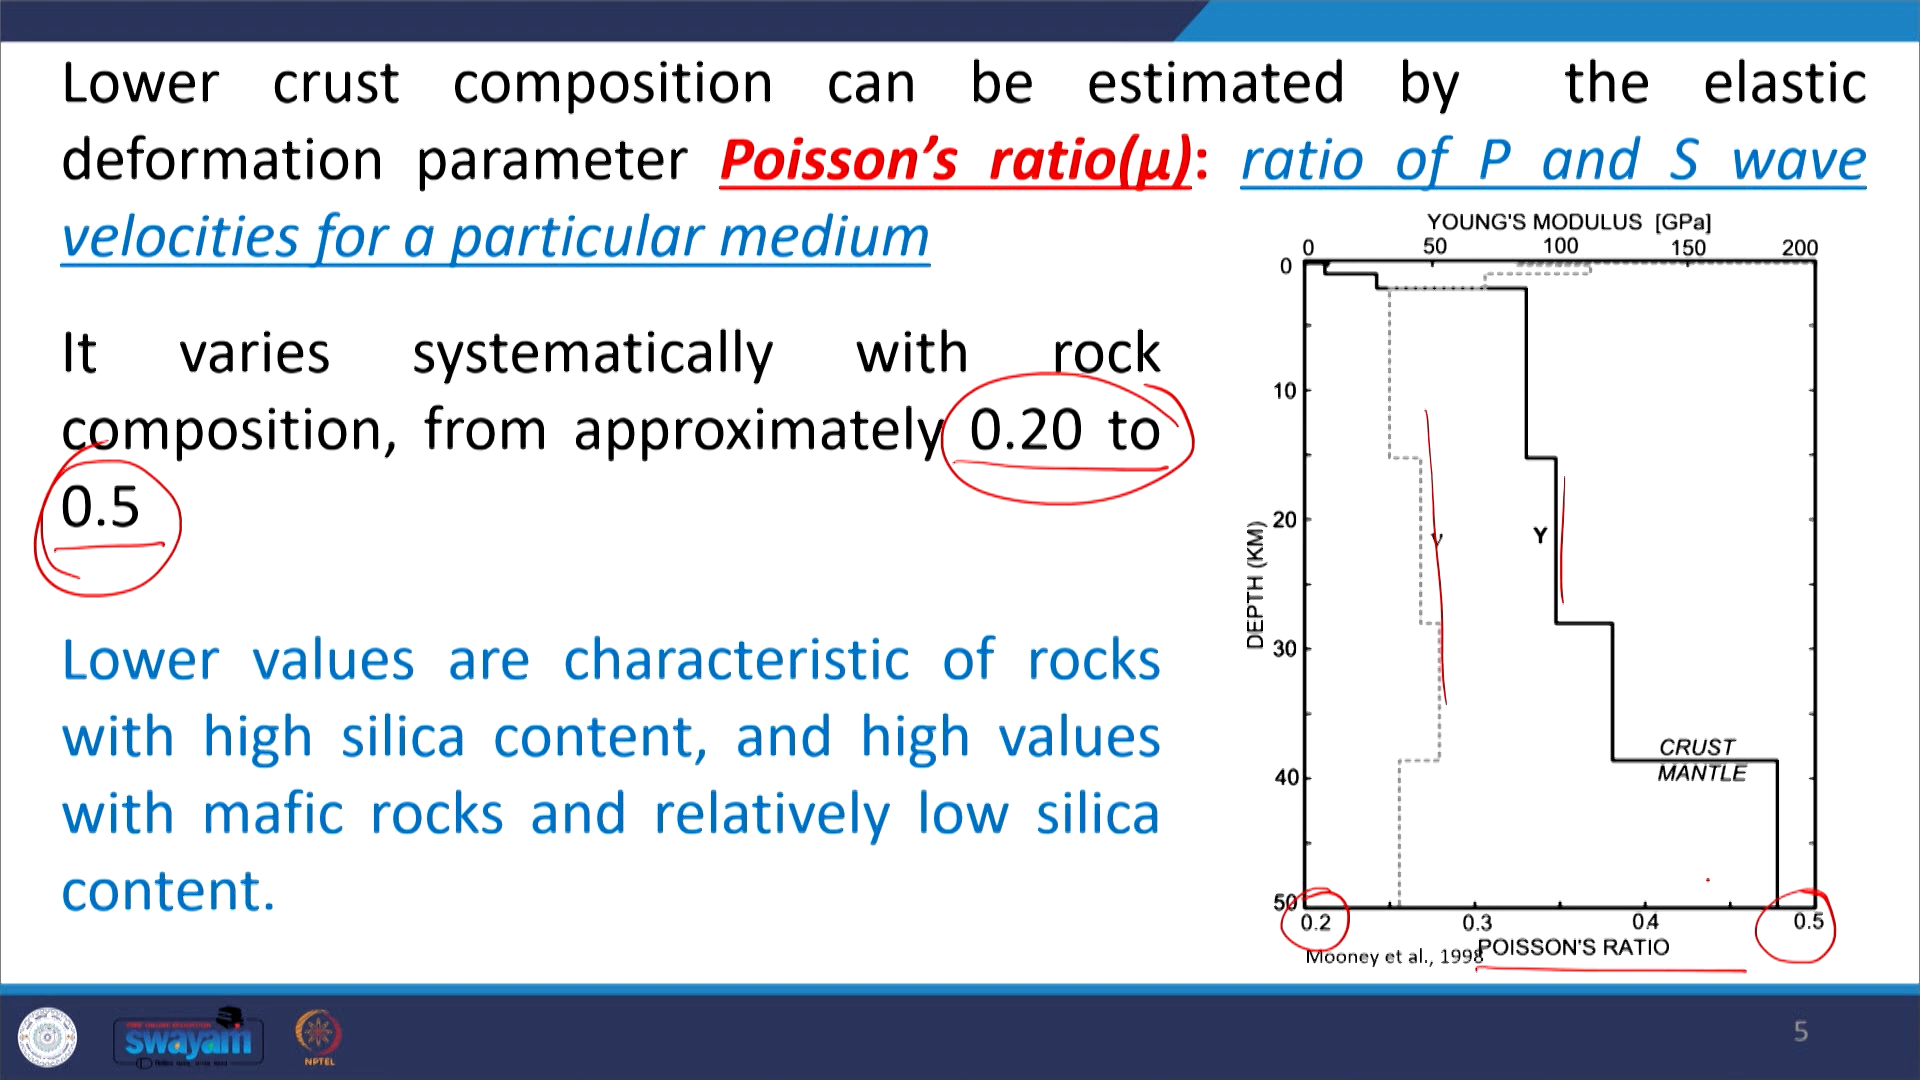 Lower crust composition can be estimated by the elastic
deformation parameter Poisson’s ratio(μ): ratio of P and S wave
velocities for a particular medium
It varies systematically with rock
composition, from approximately 0.20 to
0.5
Lower values are characteristic of rocks
with high silica content, and high values
with mafic rocks and relatively low silica
content.
YOUNG'S MODULUS [GPa]
0 50 100 150 200
0
10
20
30
40
50
DEPTH (KM)
ν
Y
CRUST
MANTLE
0.2 0.3 0.4 0.5
POISSON'S RATIO
Mooney et al., 1998
swayam
NPTEL
5